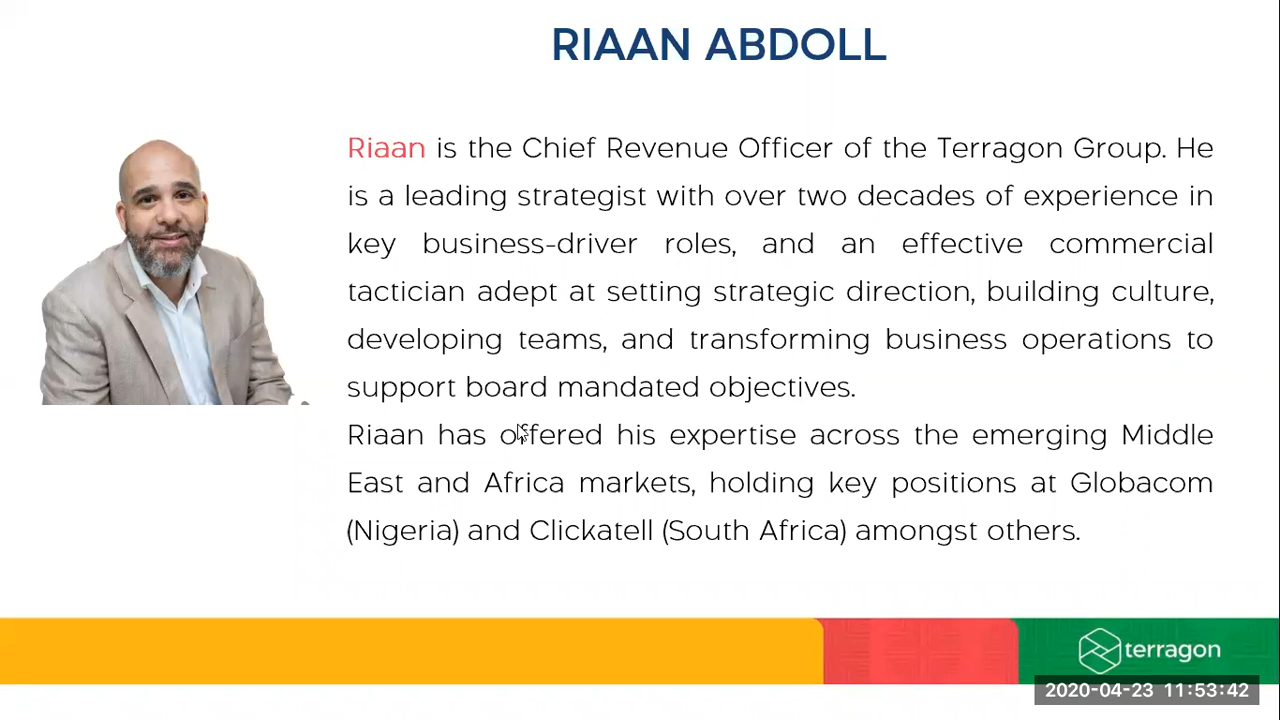 RIAAN ABDOLL
Riaan is the Chief Revenue Officer of the Terragon Group. He
is a leading strategist with over two decades of experience in
key business-driver roles, and an effective commercial
tactician adept at setting strategic direction, building culture,
developing teams, and transforming business operations to
support board mandated objectives.
Riaan has offered his expertise across the emerging Middle
East and Africa markets, holding key positions at Globacom
(Nigeria) and Clickatell (South Africa) amongst others.
terragon
2020-04-23 11:53:42